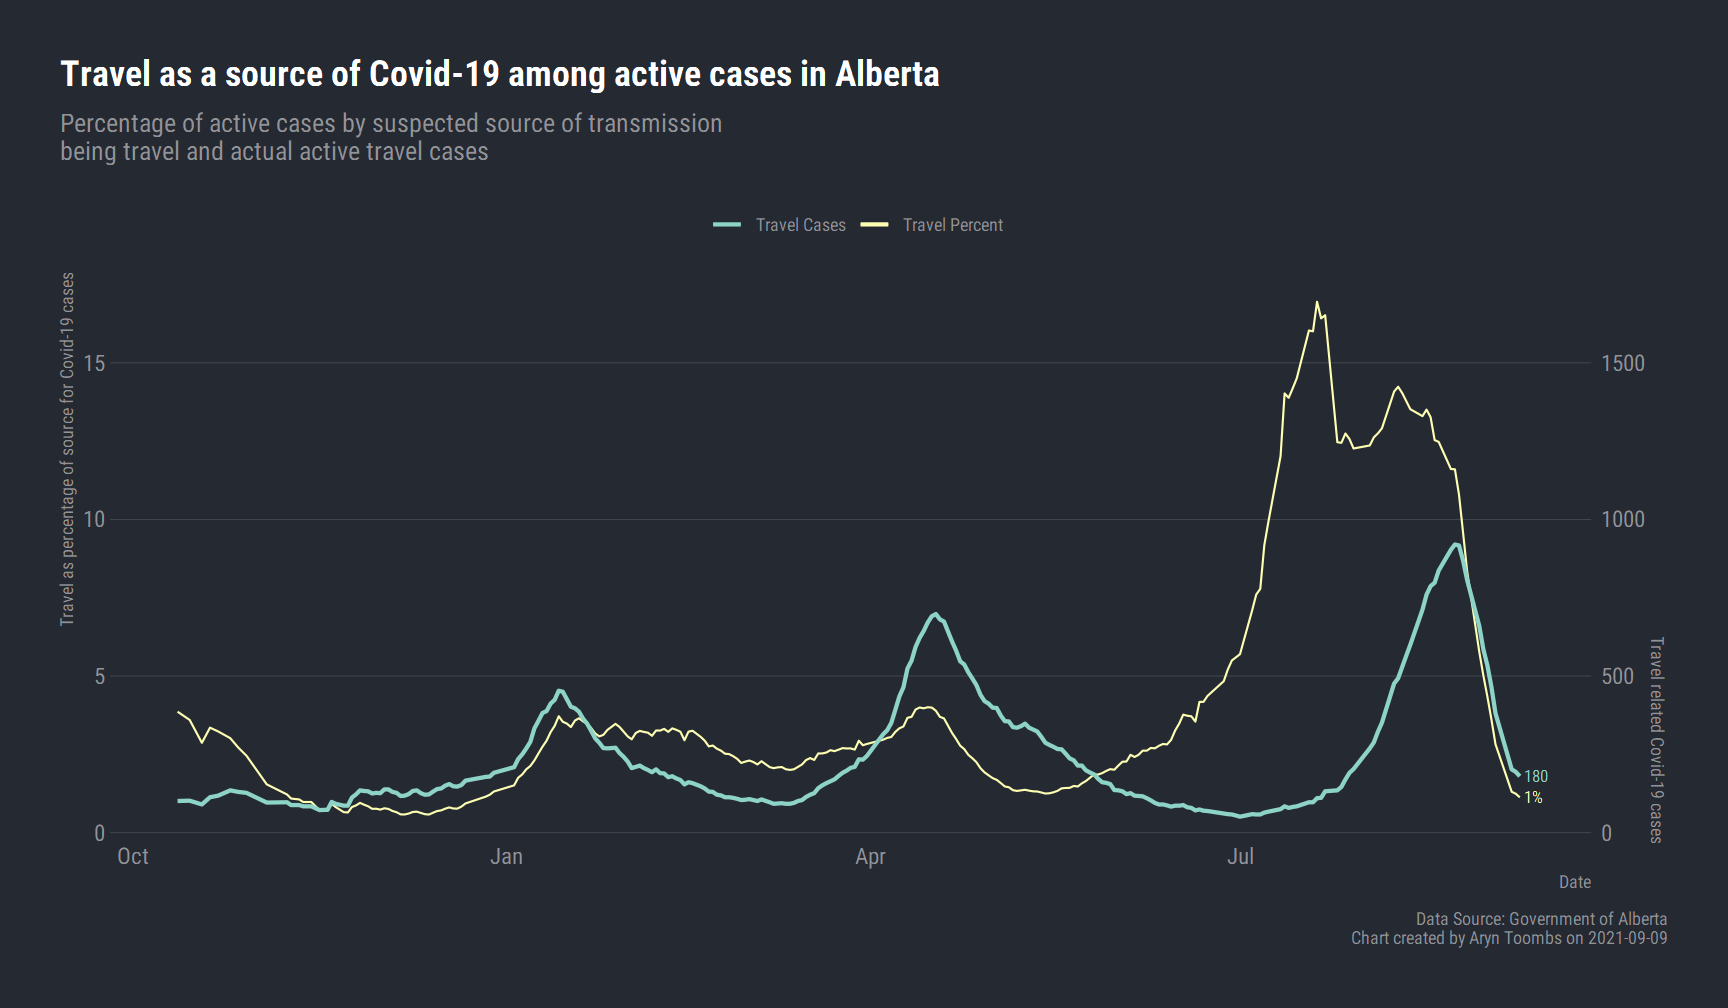 Travel as a source of Covid-19 among active cases in Alberta
Percentage of active cases by suspected source of transmission
being travel and actual active travel cases
Travel Cases
Travel Percent
Travel as percentage of source for Covid-19 cases
15
10
5
0
1500
1000
500
0
Travel related Covid-19 cases
180
1%
Oct
Jan
Apr
Jul
Date
Data Source: Government of Alberta
Chart created by Aryn Toombs on 2021-09-09